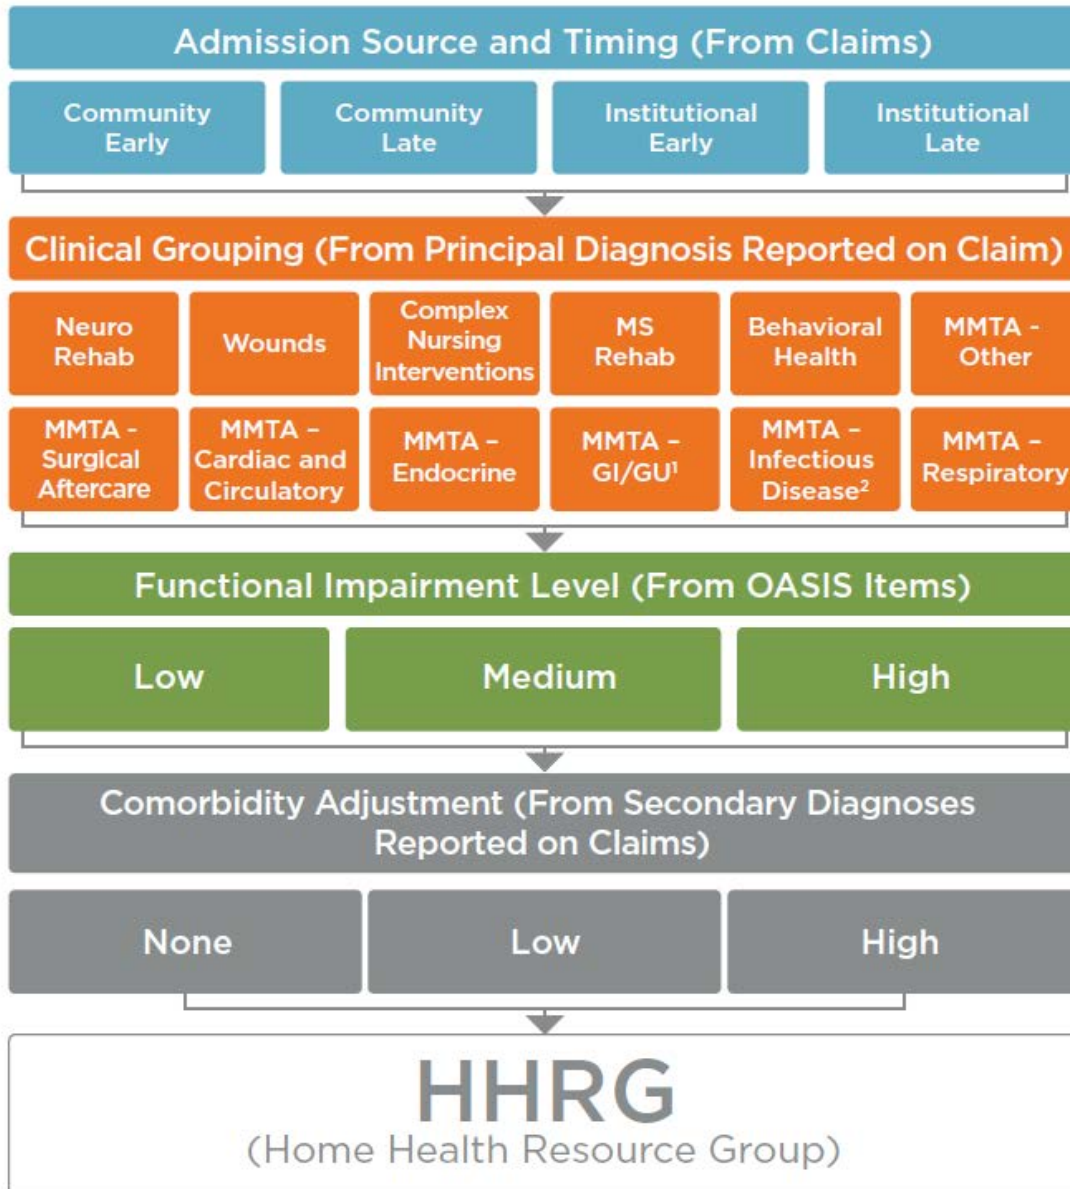 Admission Source and Timing (From Claims)
Community
Early
Community
Late
Institutional
Early
Institutional
Late
Clinical Grouping (From Principal Diagnosis Reported on Claim)
Neuro
Rehab
Wounds
Complex
Nursing
Interventions
MS
Rehab
Behavioral
Health
MMTA -
Other
MMTA -
Surgical
Aftercare
MMTA –
Cardiac and
Circulatory
MMTA –
Endocrine
MMTA –
GI/GU¹
MMTA –
Infectious
Disease²
MMTA –
Respiratory
Functional Impairment Level (From OASIS Items)
Low
Medium
High
Comorbidity Adjustment (From Secondary Diagnoses
Reported on Claims)
None
Low
High
HHRG
(Home Health Resource Group)